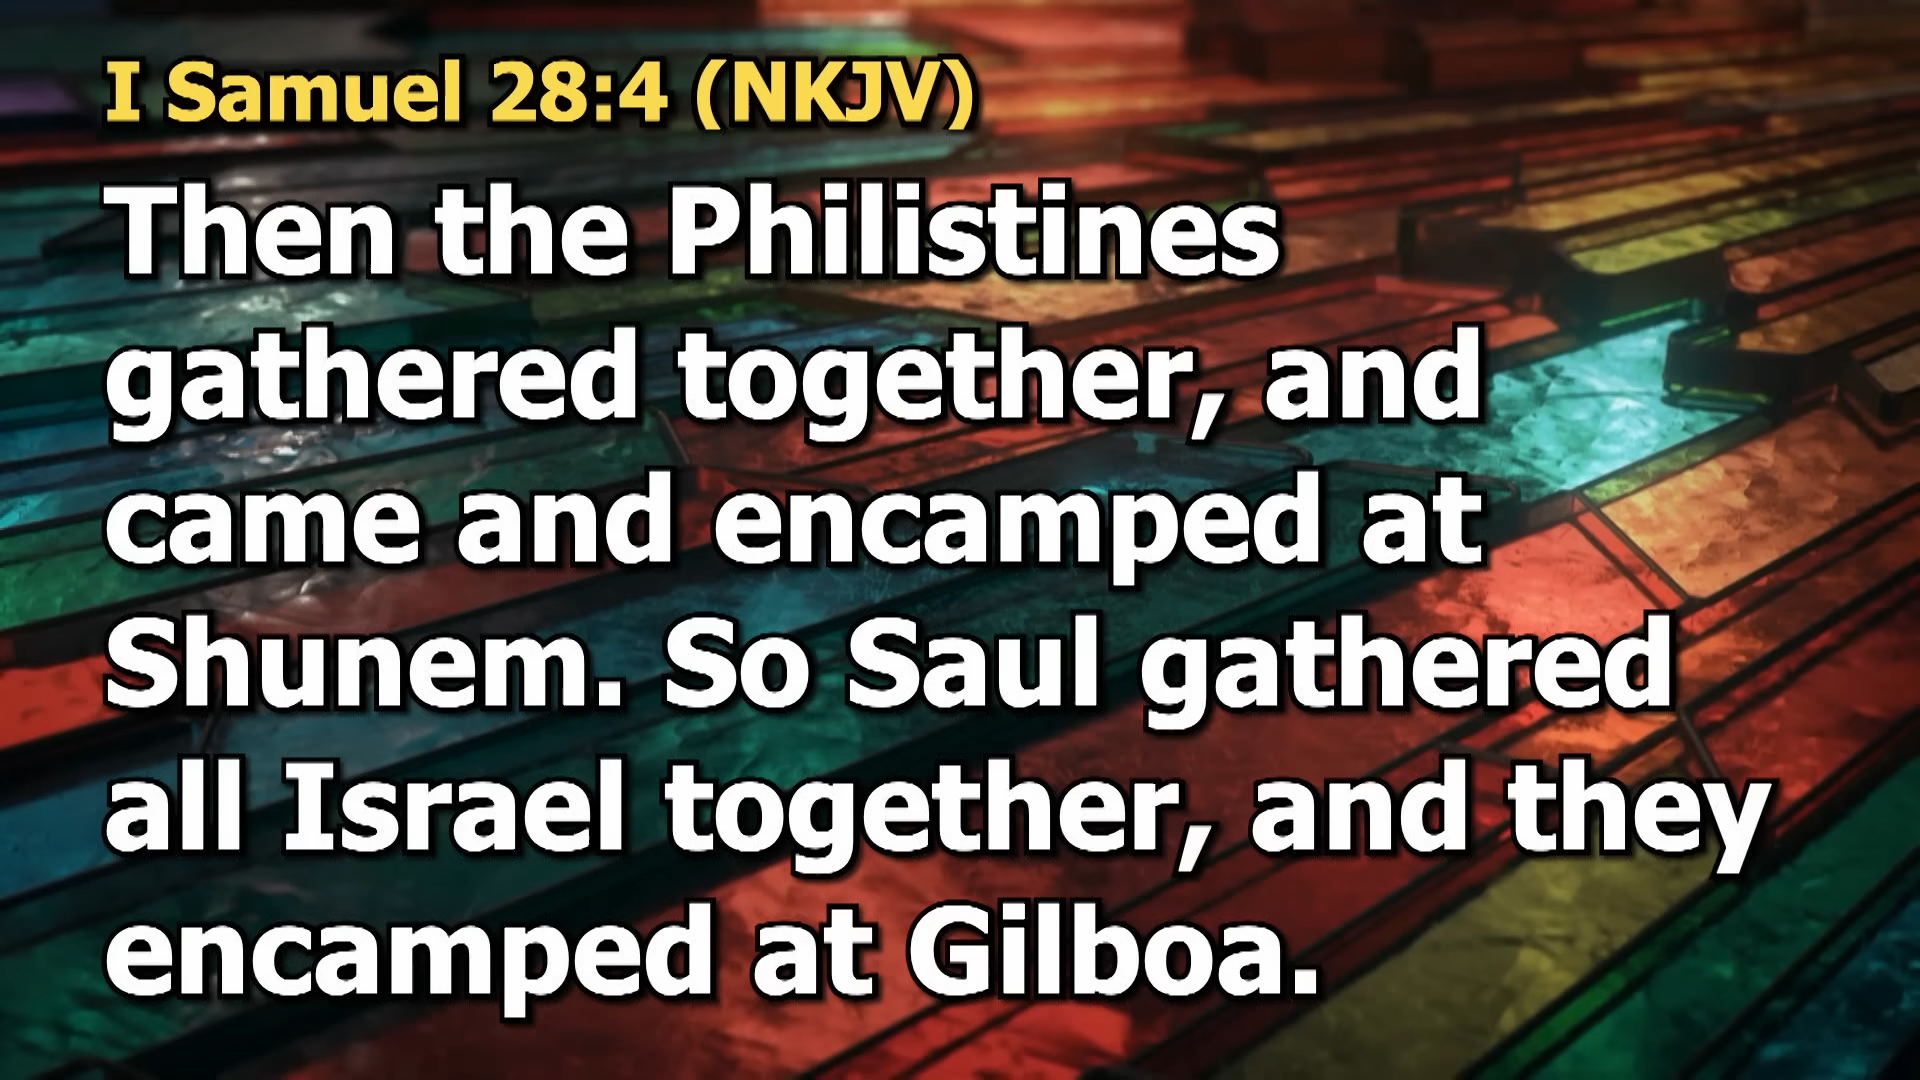 I Samuel 28:4 (NKJV)
Then the Philistines
gathered together, and
came and encamped at
Shunem. So Saul gathered
all Israel together, and they
encamped at Gilboa.